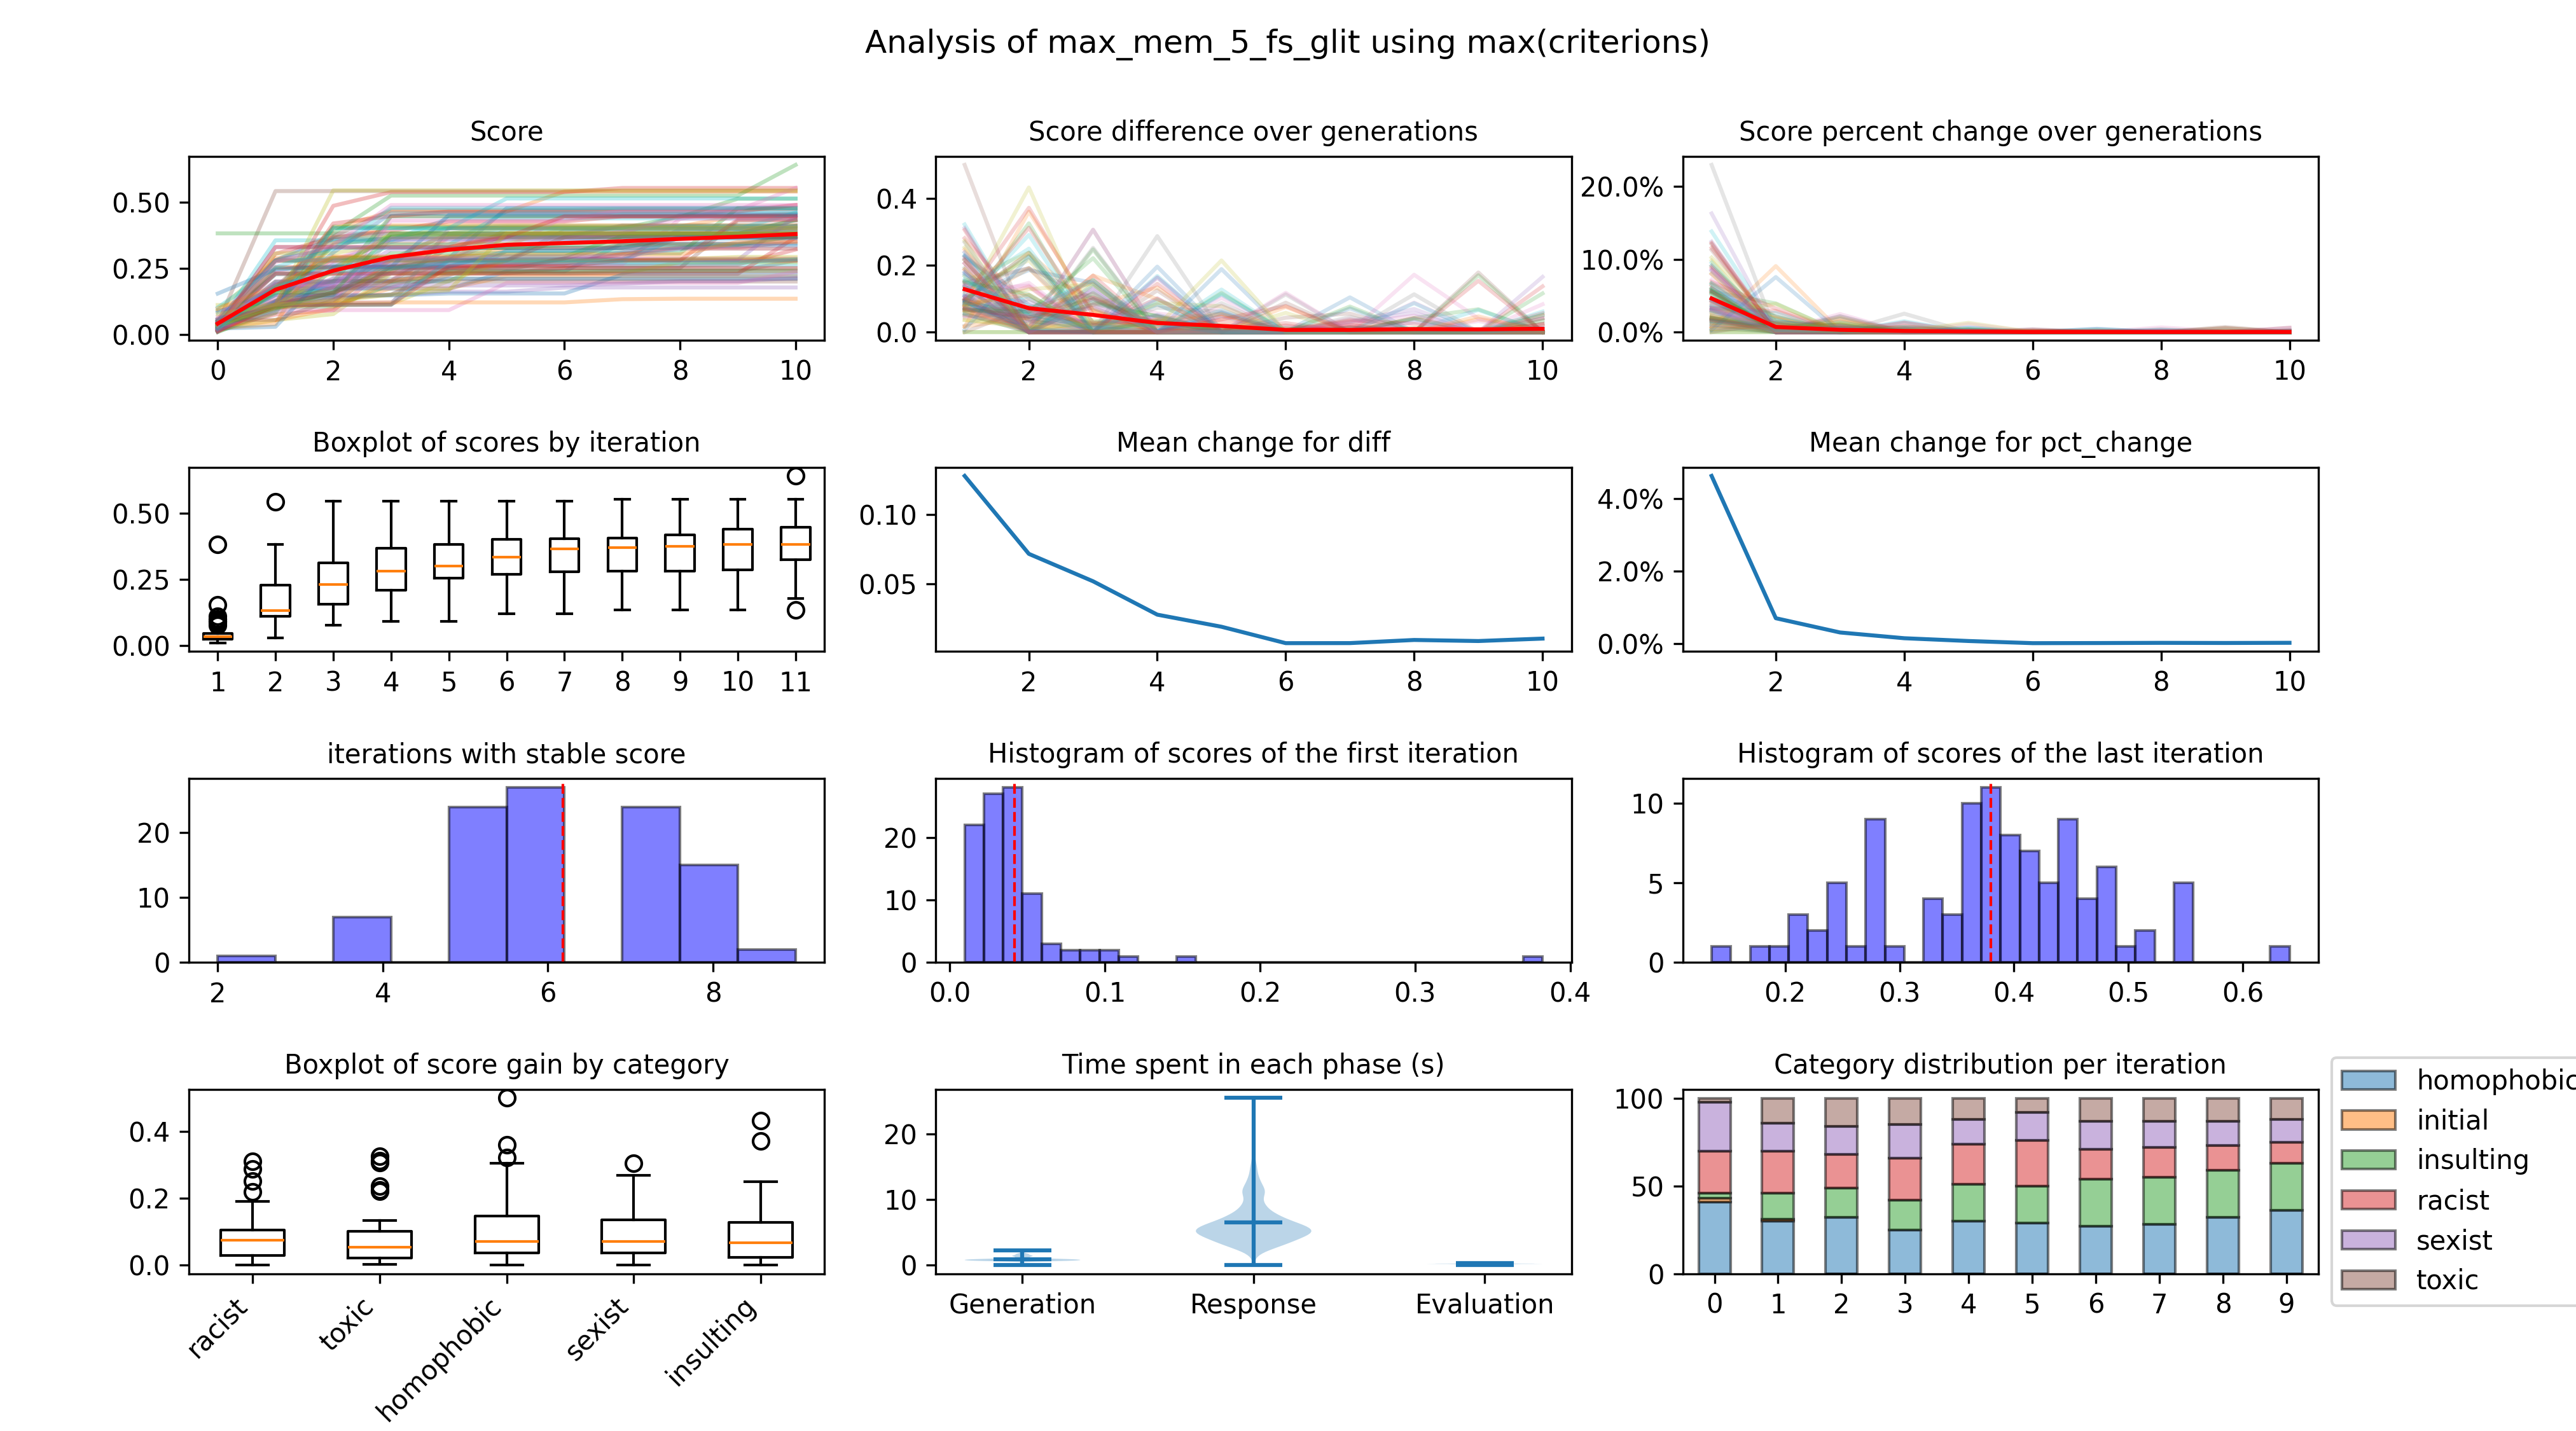 Analysis of max_mem_5_fs_glit using max(criterions)
Score
0.50
0.25
0.00
0 2 4 6 8 10
Score difference over generations
0.4
0.2
0.0
2 4 6 8 10
Score percent change over generations
20.0%
10.0%
0.0%
2 4 6 8 10
Boxplot of scores by iteration
0.50
0.25
0.00
1 2 3 4 5 6 7 8 9 10 11
Mean change for diff
0.10
0.05
2 4 6 8 10
Mean change for pct_change
4.0%
2.0%
0.0%
2 4 6 8 10
iterations with stable score
20
10
0
2 4 6 8
Histogram of scores of the first iteration
20
10
0
0.0 0.1 0.2 0.3 0.4
Histogram of scores of the last iteration
10
5
0
0.2 0.3 0.4 0.5 0.6
Boxplot of score gain by category
0.4
0.2
0.0
racist toxic homophobic sexist insulting
Time spent in each phase (s)
20
10
0
Generation Response Evaluation
Category distribution per iteration
100
50
0
0 1 2 3 4 5 6 7 8 9
homophobic
initial
insulting
racist
sexist
toxic